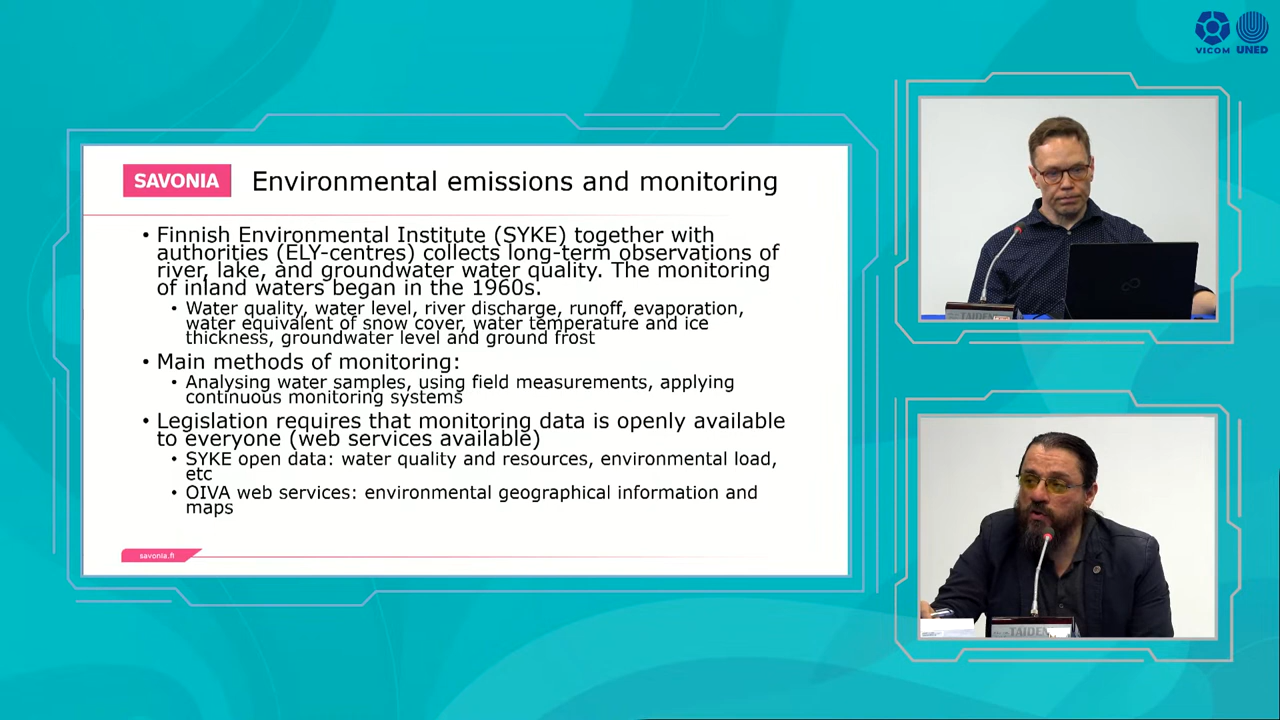 VICOM UNED
SAVONIA Environmental emissions and monitoring
• Finnish Environmental Institute (SYKE) together with
authorities (ELY-centres) collects long-term observations of
river, lake, and groundwater water quality. The monitoring
of inland waters began in the 1960s.
• Water quality, water level, river discharge, runoff, evaporation,
water equivalent of snow cover, water temperature and ice
thickness, groundwater level and ground frost
• Main methods of monitoring:
• Analysing water samples, using field measurements, applying
continuous monitoring systems
• Legislation requires that monitoring data is openly available
to everyone (web services available)
• SYKE open data: water quality and resources, environmental load,
etc
• OIVA web services: environmental geographical information and
maps
savonia.fi
TAIDEN
TAIDEN